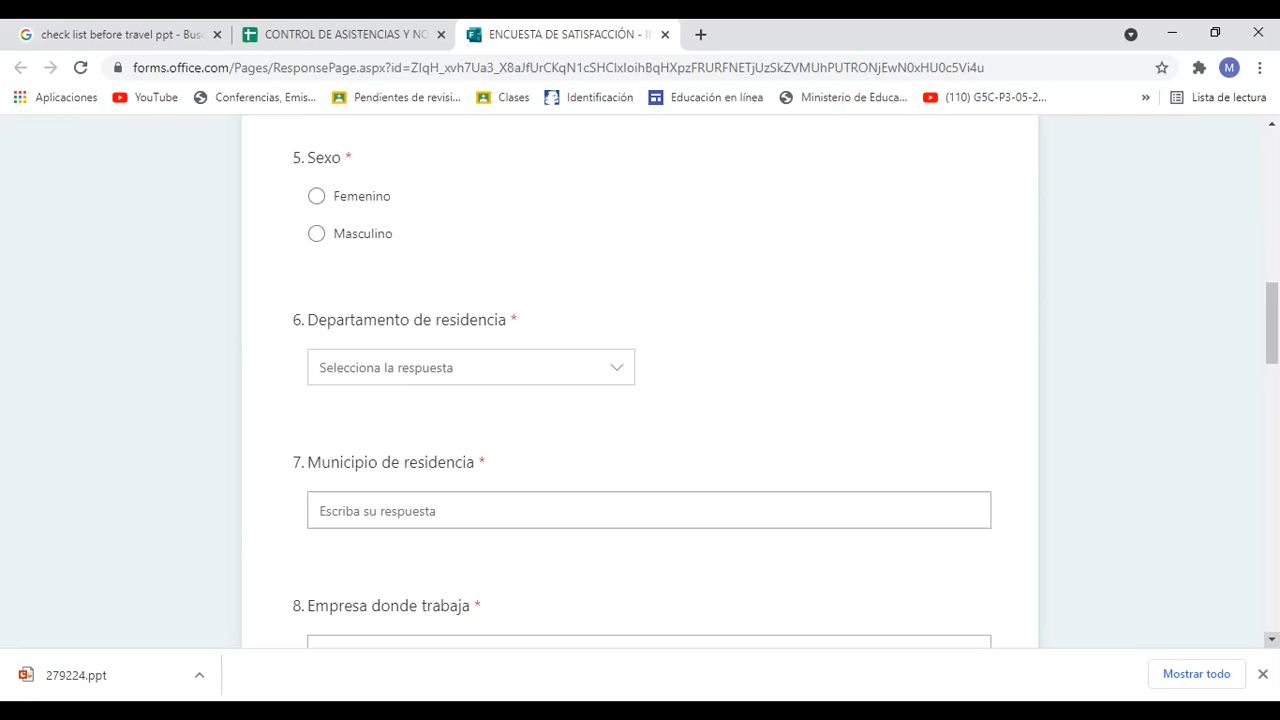 check list before travel ppt - Busc
CONTROL DE ASISTENCIAS Y NO
ENCUESTA DE SATISFACCIÓN - I
forms.office.com/Pages/ResponsePage.aspx?id=ZIqH_xvh7Ua3_X8aJfUrCKqN1cSHCIxIoihBqHXpzFRURFNETjUzSkZVMUhPUTRONjEwN0xHU0c5Vi4u
M
Aplicaciones
YouTube
Conferencias, Emis...
Pendientes de revisi...
Clases
Identificación
Educación en línea
Ministerio de Educa...
(110) G5C-P3-05-2...
»
Lista de lectura
5. Sexo *
Femenino
Masculino
6. Departamento de residencia *
Selecciona la respuesta
7. Municipio de residencia *
Escriba su respuesta
8. Empresa donde trabaja *
279224.ppt
Mostrar todo